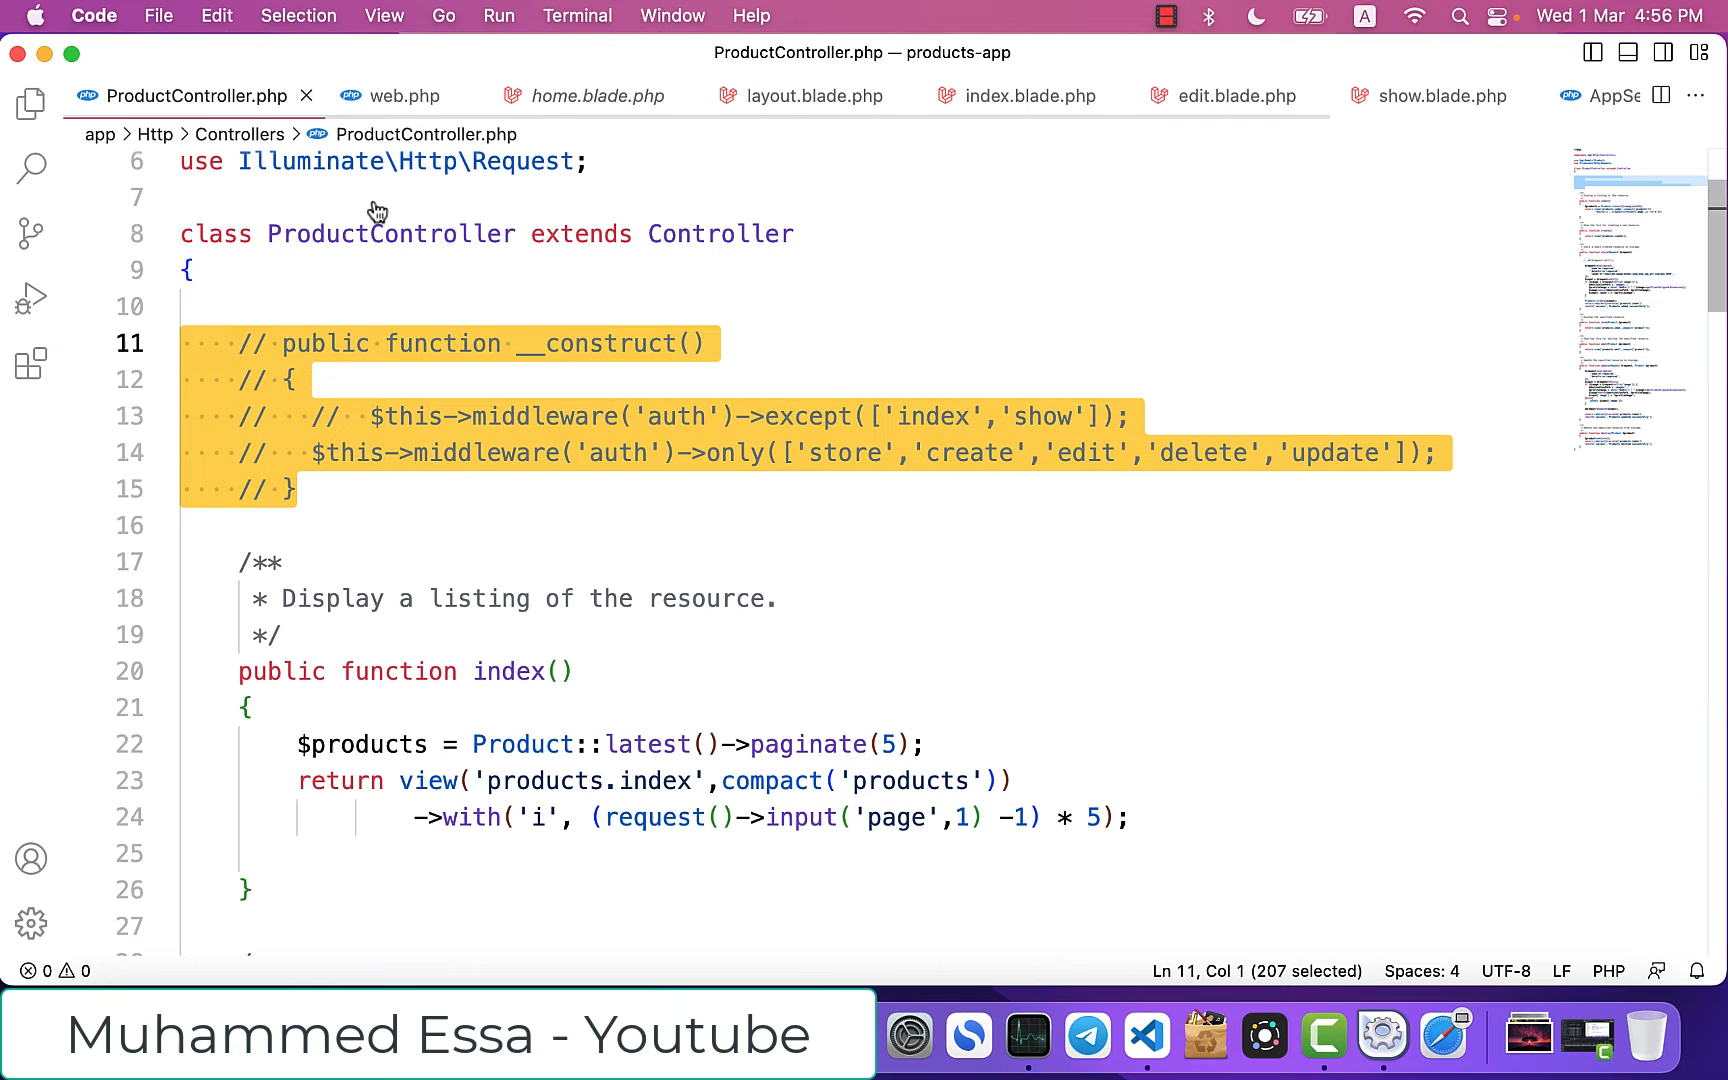 Code File Edit Selection View Go Run Terminal Window Help A Wed 1 Mar 4:56 PM
ProductController.php — products-app
php ProductController.php php web.php home.blade.php layout.blade.php index.blade.php edit.blade.php show.blade.php php AppSe
app > Http > Controllers > php ProductController.php
6 use Illuminate\Http\Request;
7
8 class ProductController extends Controller
9 {
10
11 // public function __construct()
12 // {
13 // // $this->middleware('auth')->except(['index','show']);
14 // $this->middleware('auth')->only(['store','create','edit','delete','update']);
15 // }
16
17 /**
18 * Display a listing of the resource.
19 */
20 public function index()
21 {
22 $products = Product::latest()->paginate(5);
23 return view('products.index',compact('products'))
24 ->with('i', (request()->input('page',1) -1) * 5);
25
26 }
27
0 0 Ln 11, Col 1 (207 selected) Spaces: 4 UTF-8 LF PHP
Muhammed Essa - Youtube